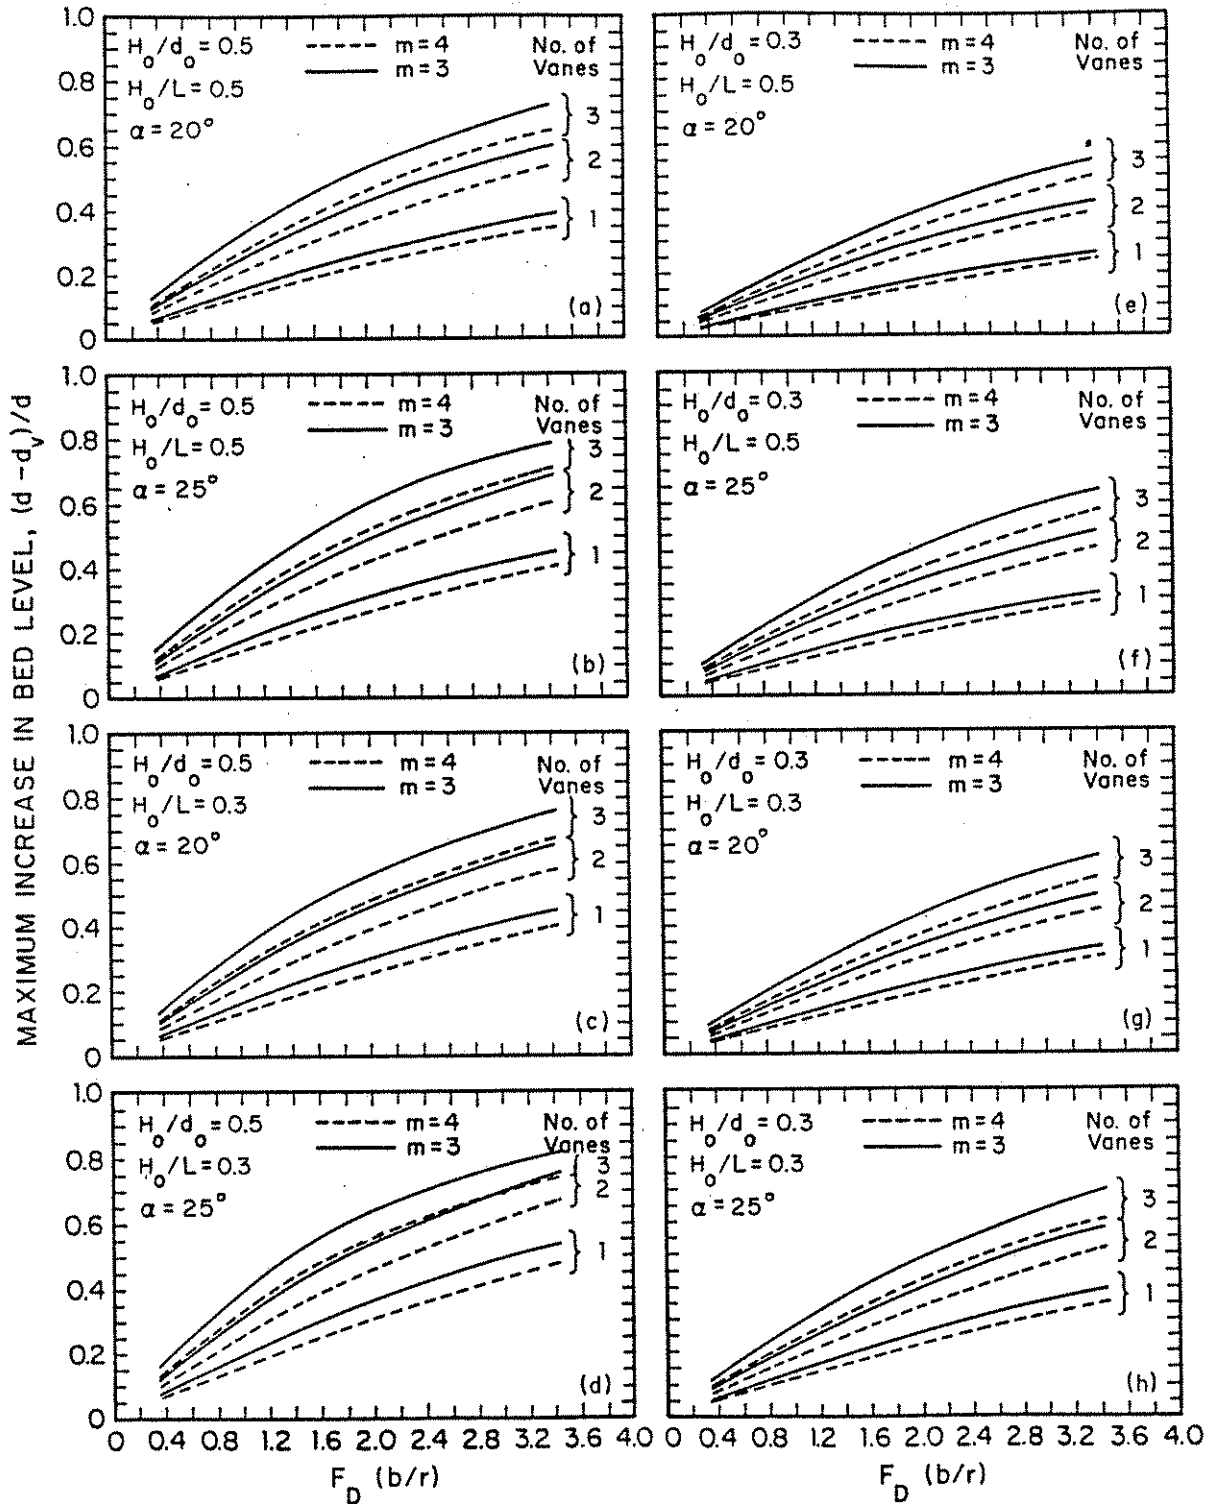 MAXIMUM INCREASE IN BED LEVEL, (d - d_v)/d
1.0
0.8
0.6
0.4
0.2
0
H_o/d_o = 0.5
H_o/L = 0.5
α = 20°
m = 4
m = 3
No. of
Vanes
3
2
1
(a)
H_o/d_o = 0.3
H_o/L = 0.5
α = 20°
m = 4
m = 3
No. of
Vanes
3
2
1
(e)
1.0
0.8
0.6
0.4
0.2
0
H_o/d_o = 0.5
H_o/L = 0.5
α = 25°
m = 4
m = 3
No. of
Vanes
3
2
1
(b)
H_o/d_o = 0.3
H_o/L = 0.5
α = 25°
m = 4
m = 3
No. of
Vanes
3
2
1
(f)
1.0
0.8
0.6
0.4
0.2
0
H_o/d_o = 0.5
H_o/L = 0.3
α = 20°
m = 4
m = 3
No. of
Vanes
3
2
1
(c)
H_o/d_o = 0.3
H_o/L = 0.3
α = 20°
m = 4
m = 3
No. of
Vanes
3
2
1
(g)
1.0
0.8
0.6
0.4
0.2
0
H_o/d_o = 0.5
H_o/L = 0.3
α = 25°
m = 4
m = 3
No. of
Vanes
3
2
1
(d)
H_o/d_o = 0.3
H_o/L = 0.3
α = 25°
m = 4
m = 3
No. of
Vanes
3
2
1
(h)
0 0.4 1.2 1.6 2.0 2.4 2.8 3.2 3.6 4.0
F_D (b/r)
0 0.4 0.8 1.2 1.8 2.2 2.6 3.2 3.6 4.0
F_D (b/r)